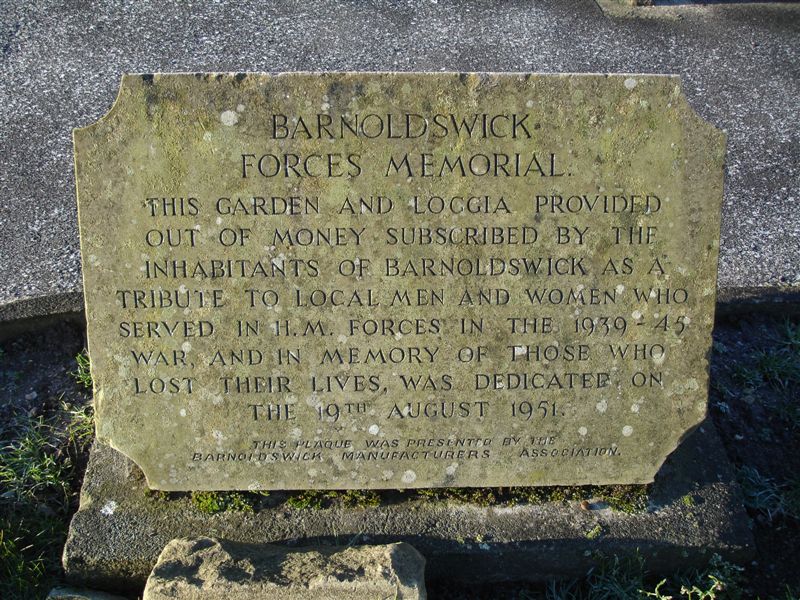 BARNOLDSWICK
FORCES MEMORIAL.
THIS GARDEN AND LOGGIA PROVIDED
OUT OF MONEY SUBSCRIBED BY THE
INHABITANTS OF BARNOLDSWICK AS A
TRIBUTE TO LOCAL MEN AND WOMEN WHO
SERVED IN H.M. FORCES IN THE 1939-45
WAR, AND IN MEMORY OF THOSE WHO
LOST THEIR LIVES, WAS DEDICATED ON
THE 19TH AUGUST 1951.
THIS PLAQUE WAS PRESENTED BY THE
BARNOLDSWICK MANUFACTURERS ASSOCIATION.